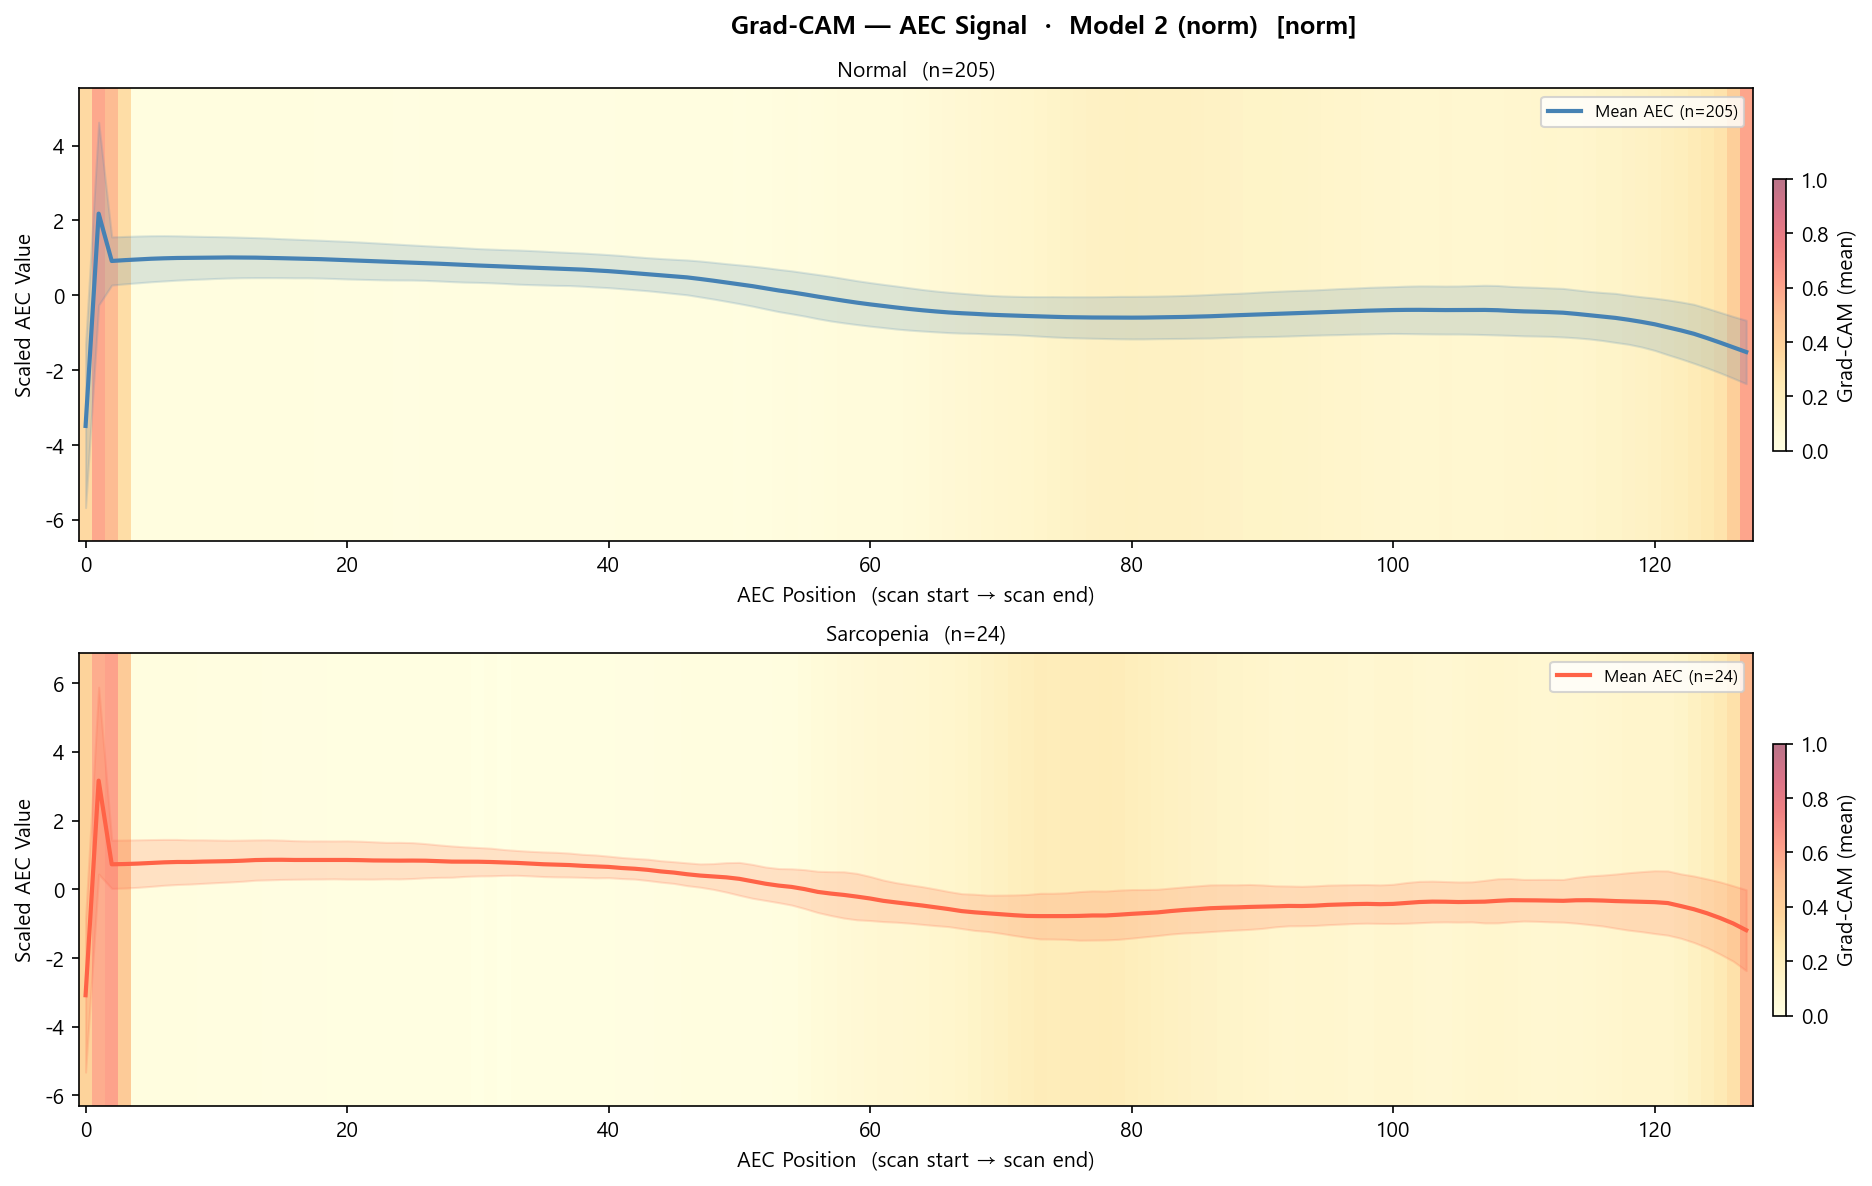 Grad-CAM — AEC Signal · Model 2 (norm) [norm]
Normal (n=205)
Mean AEC (n=205)
Scaled AEC Value
4
2
0
-2
-4
-6
0 20 40 60 80 100 120
AEC Position (scan start → scan end)
1.0
0.8
0.6
0.4
0.2
0.0
Grad-CAM (mean)
Sarcopenia (n=24)
Mean AEC (n=24)
Scaled AEC Value
6
4
2
0
-2
-4
-6
0 20 40 60 80 100 120
AEC Position (scan start → scan end)
1.0
0.8
0.6
0.4
0.2
0.0
Grad-CAM (mean)